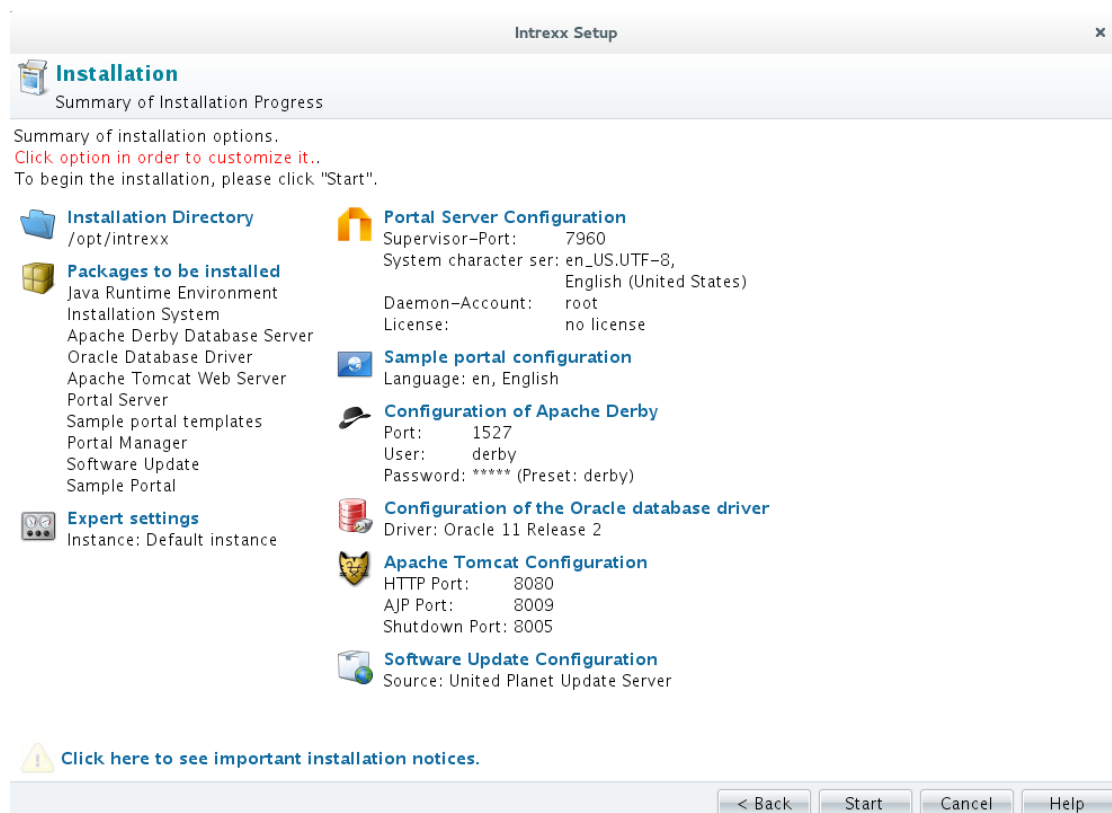 Intrexx Setup
Installation
Summary of Installation Progress
Summary of installation options.
Click option in order to customize it..
To begin the installation, please click "Start".
Installation Directory
/opt/intrexx
Packages to be installed
Java Runtime Environment
Installation System
Apache Derby Database Server
Oracle Database Driver
Apache Tomcat Web Server
Portal Server
Sample portal templates
Portal Manager
Software Update
Sample Portal
Expert settings
Instance: Default instance
Portal Server Configuration
Supervisor-Port: 7960
System character ser: en_US.UTF-8,
English (United States)
Daemon-Account: root
License: no license
Sample portal configuration
Language: en, English
Configuration of Apache Derby
Port: 1527
User: derby
Password: ***** (Preset: derby)
Configuration of the Oracle database driver
Driver: Oracle 11 Release 2
Apache Tomcat Configuration
HTTP Port: 8080
AJP Port: 8009
Shutdown Port: 8005
Software Update Configuration
Source: United Planet Update Server
Click here to see important installation notices.
< Back Start Cancel Help